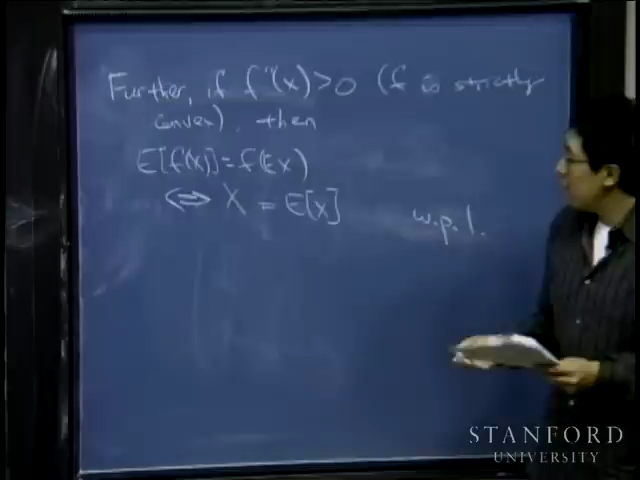 Further, if f''(x) > 0 (f is strictly
convex), then
E[f(x)] = f(EX)
⇔ X = E[X] w.p.1.
STANFORD
UNIVERSITY